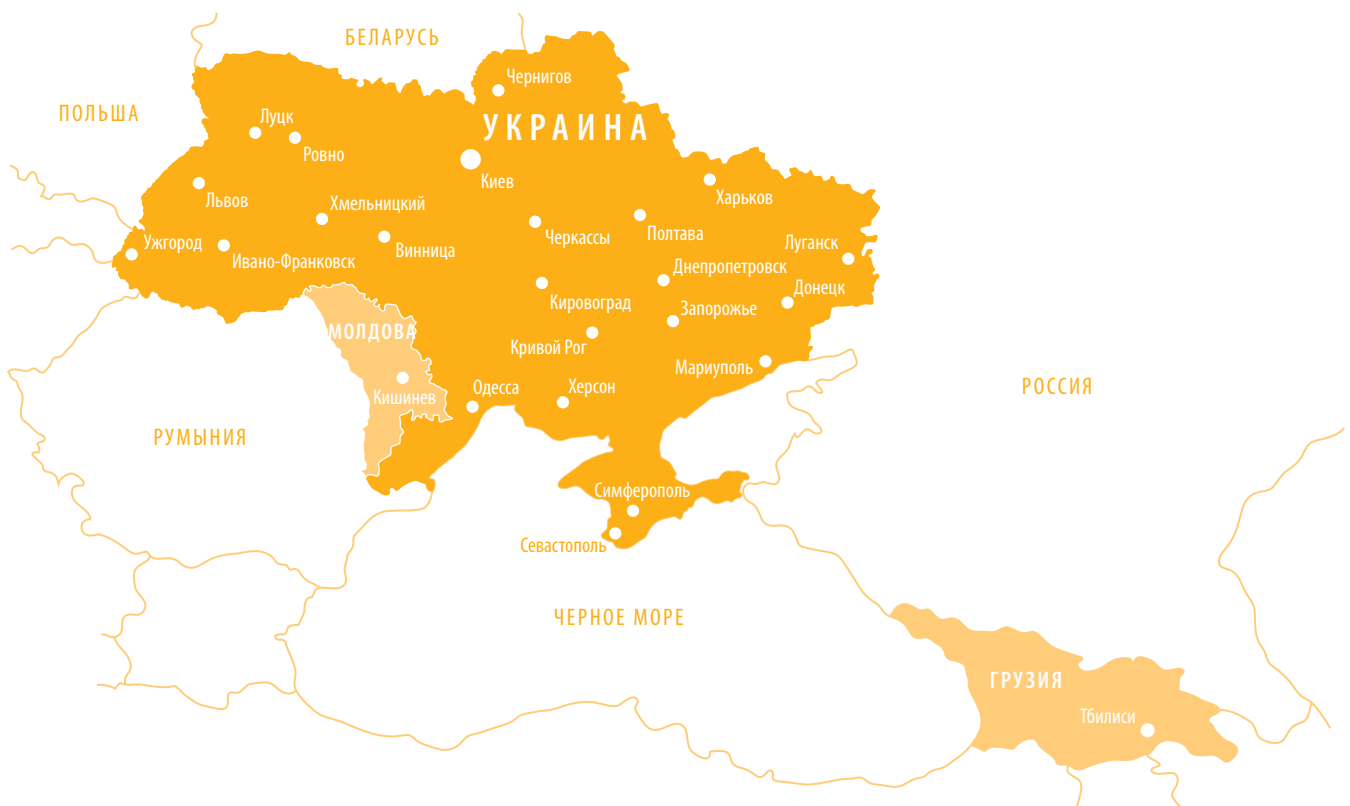 БЕЛАРУСЬ
Чернигов
ПОЛЬША
Луцк
УКРАИНА
Ровно
Киев
Харьков
Львов
Хмельницкий
Черкассы
Полтава
Ужгород
Винница
Луганск
Ивано-Франковск
Днепропетровск
Донецк
Кировоград
Запорожье
МОЛДОВА
Кривой Рог
Мариуполь
Кишинев
Одесса
Херсон
РОССИЯ
РУМЫНИЯ
Симферополь
Севастополь
ЧЕРНОЕ МОРЕ
ГРУЗИЯ
Тбилиси